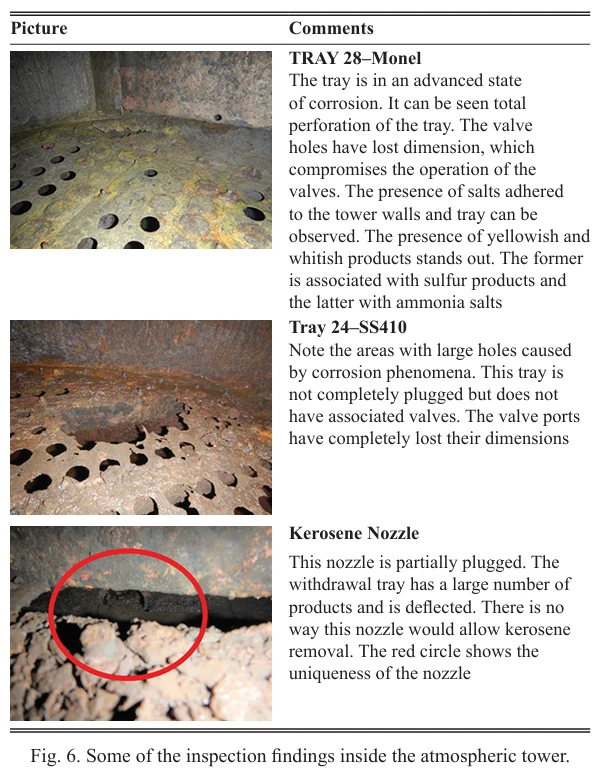 Picture
Comments
TRAY 28–Monel
The tray is in an advanced state
of corrosion. It can be seen total
perforation of the tray. The valve
holes have lost dimension, which
compromises the operation of the
valves. The presence of salts adhered
to the tower walls and tray can be
observed. The presence of yellowish and
whitish products stands out. The former
is associated with sulfur products and
the latter with ammonia salts
Tray 24–SS410
Note the areas with large holes caused
by corrosion phenomena. This tray is
not completely plugged but does not
have associated valves. The valve ports
have completely lost their dimensions
Kerosene Nozzle
This nozzle is partially plugged. The
withdrawal tray has a large number of
products and is deflected. There is no
way this nozzle would allow kerosene
removal. The red circle shows the
uniqueness of the nozzle
Fig. 6. Some of the inspection findings inside the atmospheric tower.